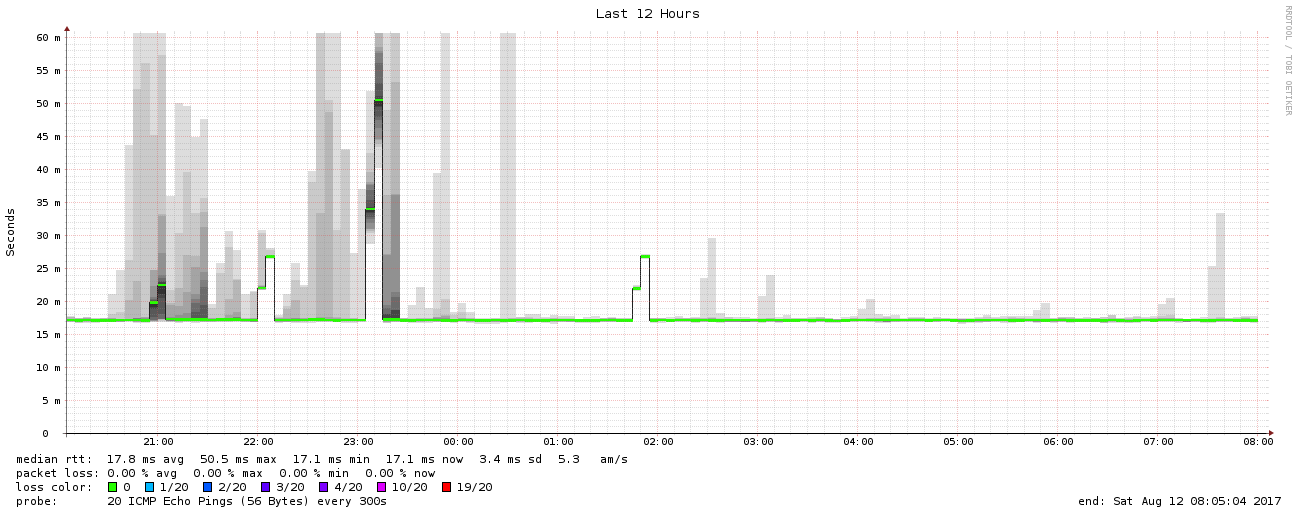 Last 12 Hours
RRDTOOL / TOBI OETIKER
Seconds
60 m
55 m
50 m
45 m
40 m
35 m
30 m
25 m
20 m
15 m
10 m
5 m
0
21:00 22:00 23:00 00:00 01:00 02:00 03:00 04:00 05:00 06:00 07:00 08:00
median rtt: 17.8 ms avg 50.5 ms max 17.1 ms min 17.1 ms now 3.4 ms sd 5.3 am/s
packet loss: 0.00 % avg 0.00 % max 0.00 % min 0.00 % now
loss color: 0 1/20 2/20 3/20 4/20 10/20 19/20
probe: 20 ICMP Echo Pings (56 Bytes) every 300s end: Sat Aug 12 08:05:04 2017